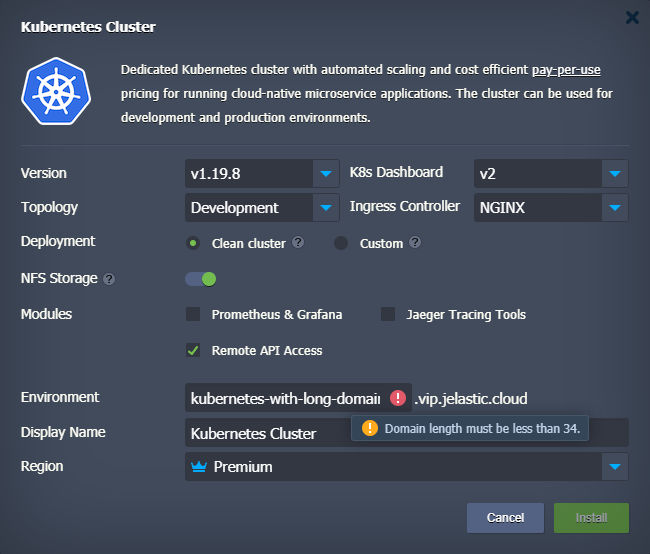 Kubernetes Cluster
Dedicated Kubernetes cluster with automated scaling and cost efficient pay-per-use
pricing for running cloud-native microservice applications. The cluster can be used for
development and production environments.
Version v1.19.8 K8s Dashboard v2
Topology Development Ingress Controller NGINX
Deployment Clean cluster ? Custom ?
NFS Storage ?
Modules Prometheus & Grafana Jaeger Tracing Tools
Remote API Access
Environment kubernetes-with-long-domain .vip.jelastic.cloud
Domain length must be less than 34.
Display Name Kubernetes Cluster
Region Premium
Cancel Install